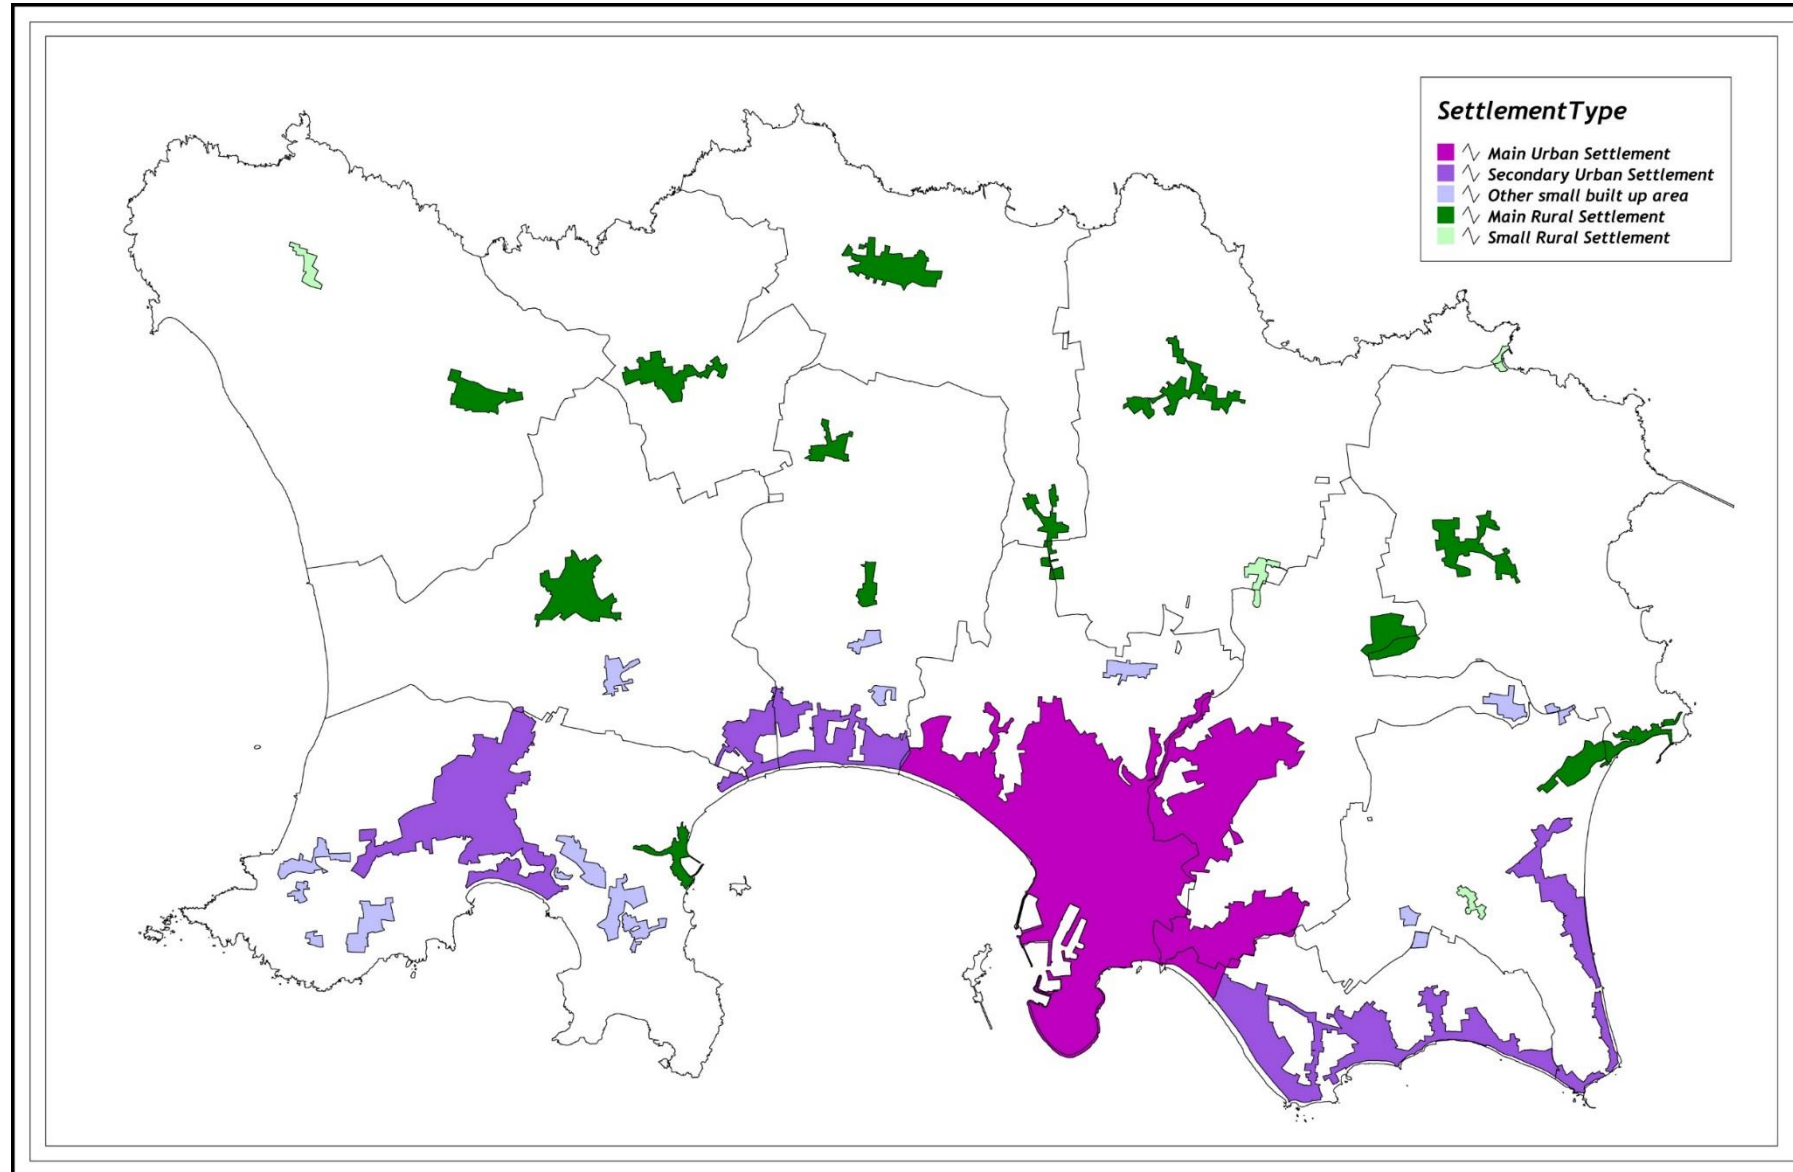 SettlementType
Main Urban Settlement
Secondary Urban Settlement
Other small built up area
Main Rural Settlement
Small Rural Settlement